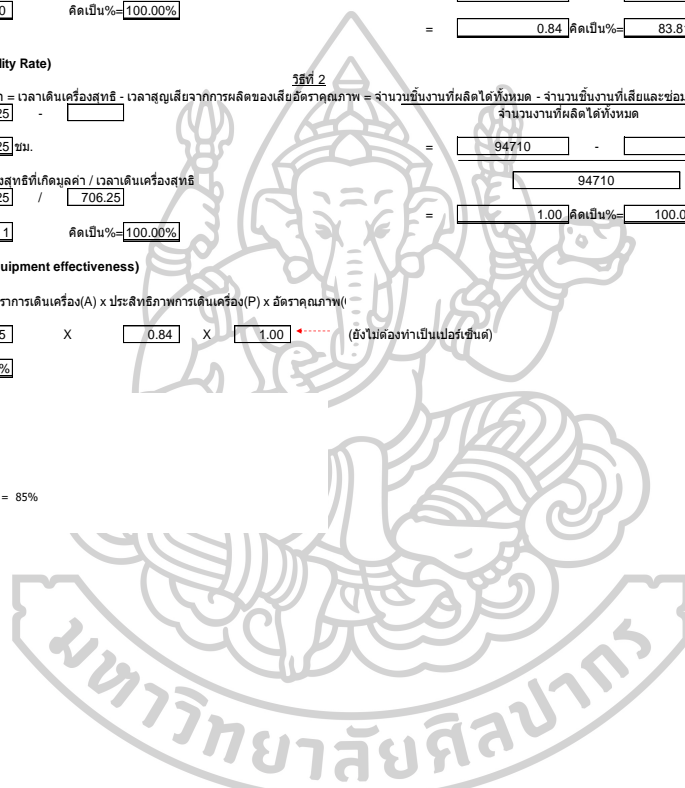 0 คิดเป็น%= 100.00%
= 0.84 คิดเป็น%= 83.8
lity Rate)
วิธีที่ 2
า = เวลาเดินเครื่องสุทธิ - เวลาสูญเสียจากการผลิตของเสีย อัตราคุณภาพ = จำนวนชิ้นงานที่ผลิตได้ทั้งหมด - จำนวนชิ้นงานที่เสียและซ่อม
25 - จำนวนงานที่ผลิตได้ทั้งหมด
25 ชม. = 94710 -
งสุทธิที่เกิดมูลค่า / เวลาเดินเครื่องสุทธิ 94710
25 / 706.25
= 1.00 คิดเป็น%= 100.0
1 คิดเป็น%= 100.00%
uipment effectiveness)
ราการเดินเครื่อง(A) x ประสิทธิภาพการเดินเครื่อง(P) x อัตราคุณภาพ(
5 X 0.84 X 1.00 (ยังไม่ต้องทำเป็นเปอร์เซ็นต์)
%
= 85%
มหาวิทยาลัยศิลปากร